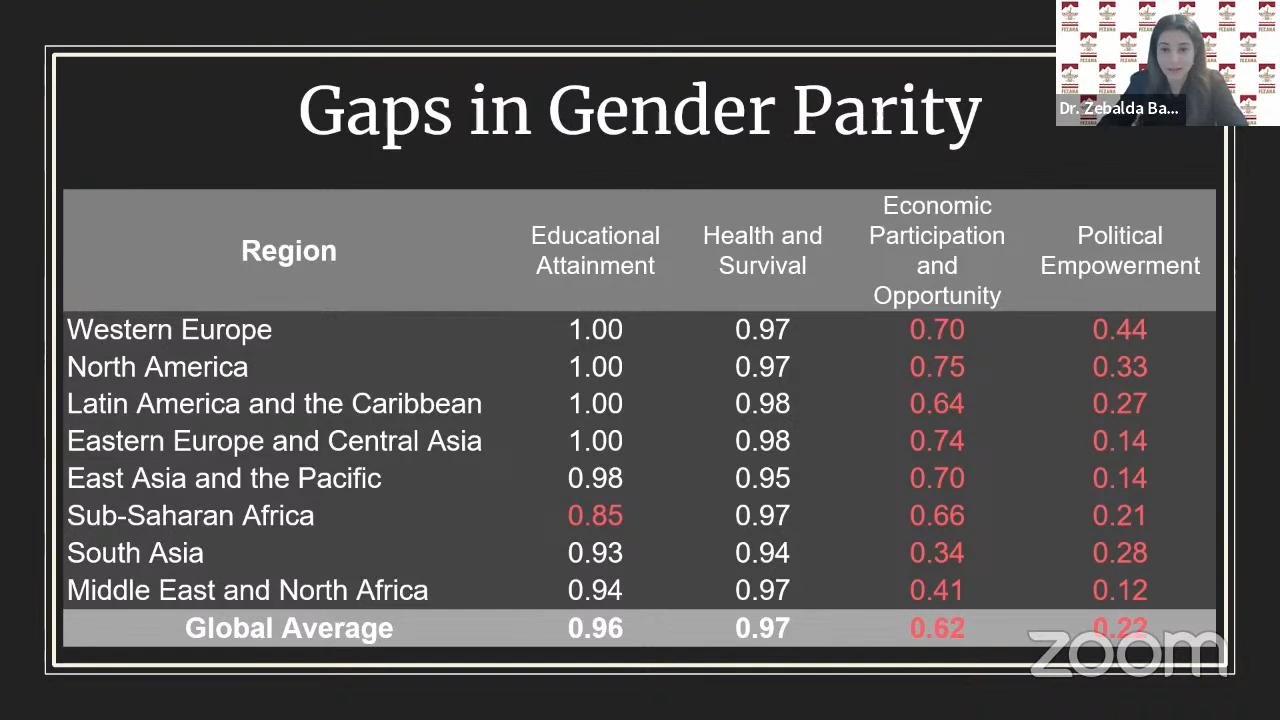 FEZANA
Dr. Zebalda Ba...
Gaps in Gender Parity
Region Educational Attainment Health and Survival Economic Participation and Opportunity Political Empowerment
Western Europe 1.00 0.97 0.70 0.44
North America 1.00 0.97 0.75 0.33
Latin America and the Caribbean 1.00 0.98 0.64 0.27
Eastern Europe and Central Asia 1.00 0.98 0.74 0.14
East Asia and the Pacific 0.98 0.95 0.70 0.14
Sub-Saharan Africa 0.85 0.97 0.66 0.21
South Asia 0.93 0.94 0.34 0.28
Middle East and North Africa 0.94 0.97 0.41 0.12
Global Average 0.96 0.97 0.62 0.22
zoom